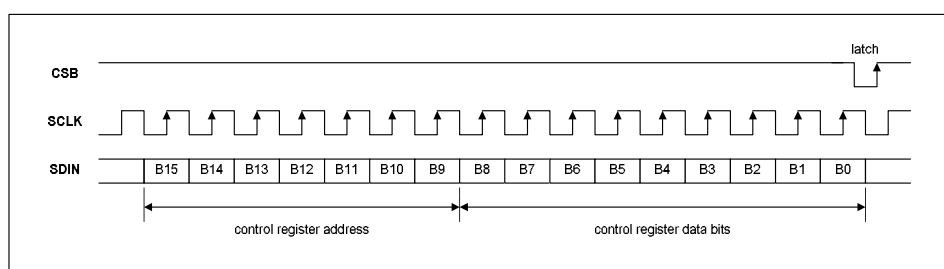 latch
CSB
SCLK
SDIN B15 B14 B13 B12 B11 B10 B9 B8 B7 B6 B5 B4 B3 B2 B1 B0
control register address control register data bits